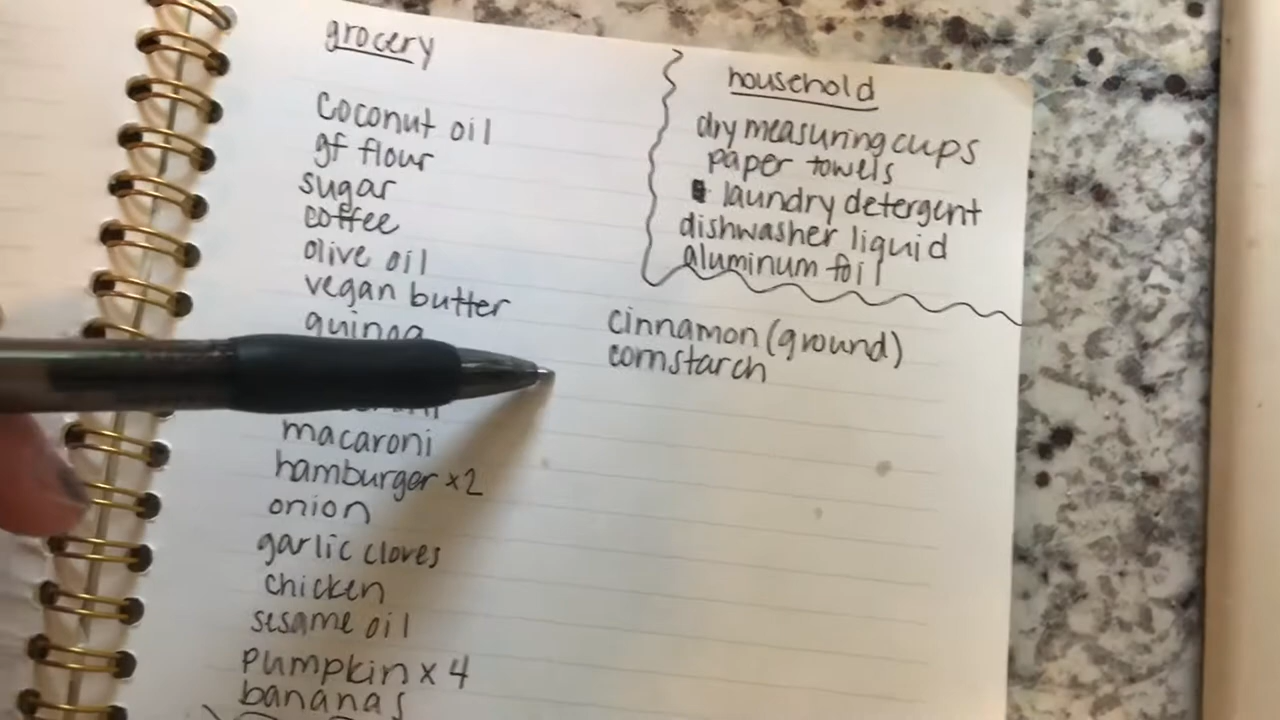 grocery
coconut oil
gf flour
sugar
coffee
olive oil
vegan butter
quinoa
macaroni
hamburger x2
onion
garlic cloves
chicken
sesame oil
pumpkin x 4
bananas
household
dry measuring cups
paper towels
laundry detergent
dishwasher liquid
aluminum foil
cinnamon (ground)
cornstarch